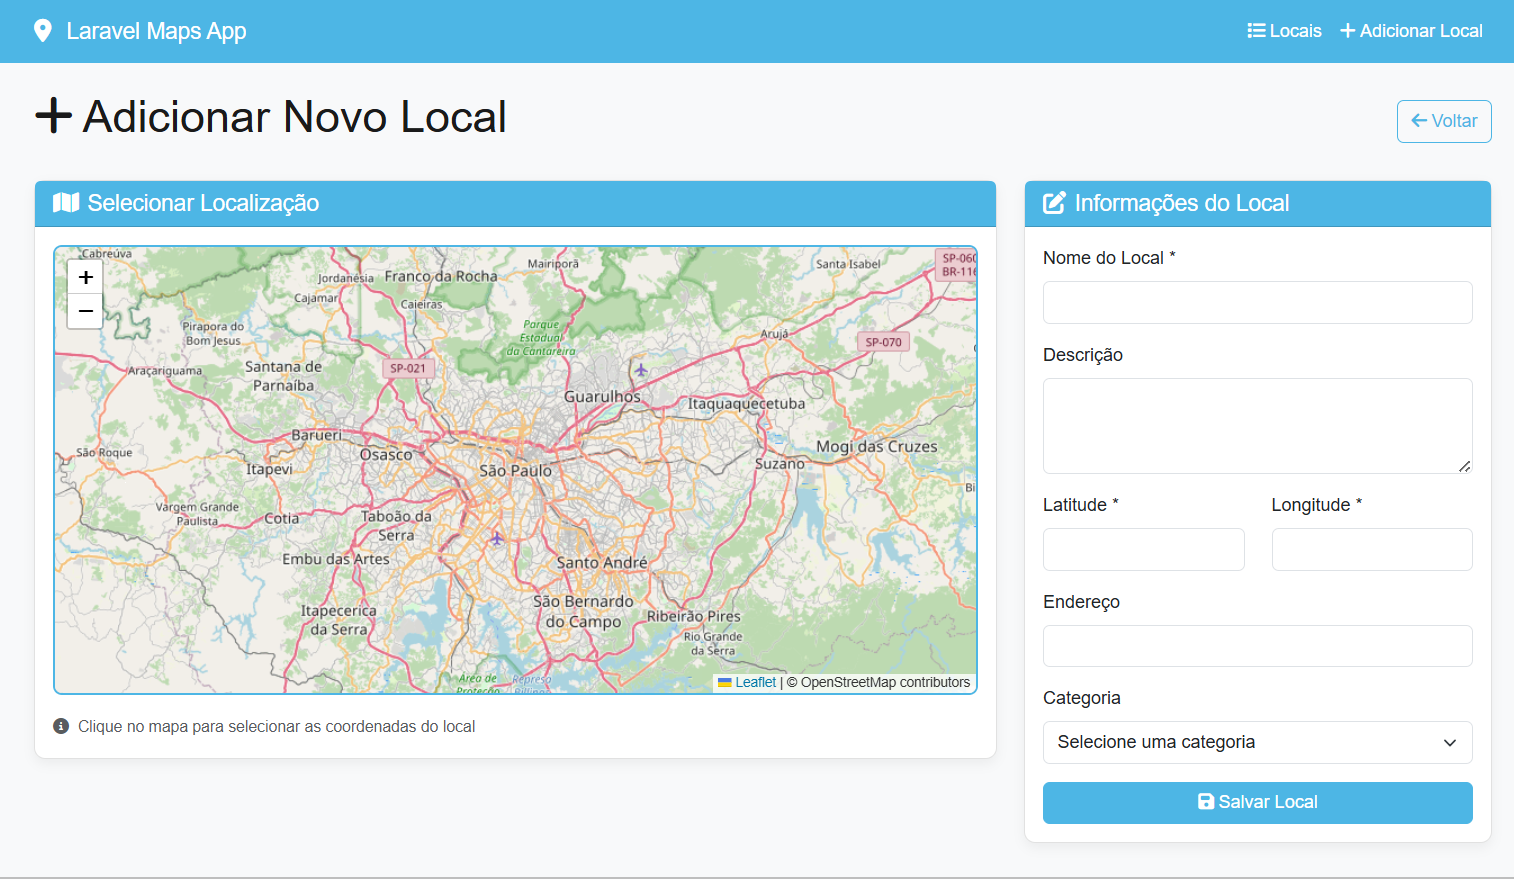 Laravel Maps App
Locais
Adicionar Local
Adicionar Novo Local
Voltar
Selecionar Localização
Cabreúva
Jordanésia
Franco da Rocha
Mairiporã
Santa Isabel
SP-060
BR-116
+
−
Cajamar
Caieiras
Pirapora do
Bom Jesus
Parque
Estadual
da Cantareira
Arujá
SP-070
Araçariguama
Santana de
Parnaíba
SP-021
Guarulhos
Itaquaquecetuba
Barueri
Osasco
Mogi das Cruzes
São Roque
Itapevi
São Paulo
Suzano
Bi
Vargem Grande
Paulista
Cotia
Taboão da
Serra
Embu das Artes
Santo André
Itapecerica
da Serra
São Bernardo
do Campo
Ribeirão Pires
Rio Grande
da Serra
Área de
Proteção
Represa
Billings
Leaflet | © OpenStreetMap contributors
Clique no mapa para selecionar as coordenadas do local
Informações do Local
Nome do Local *
Descrição
Latitude *
Longitude *
Endereço
Categoria
Selecione uma categoria
Salvar Local